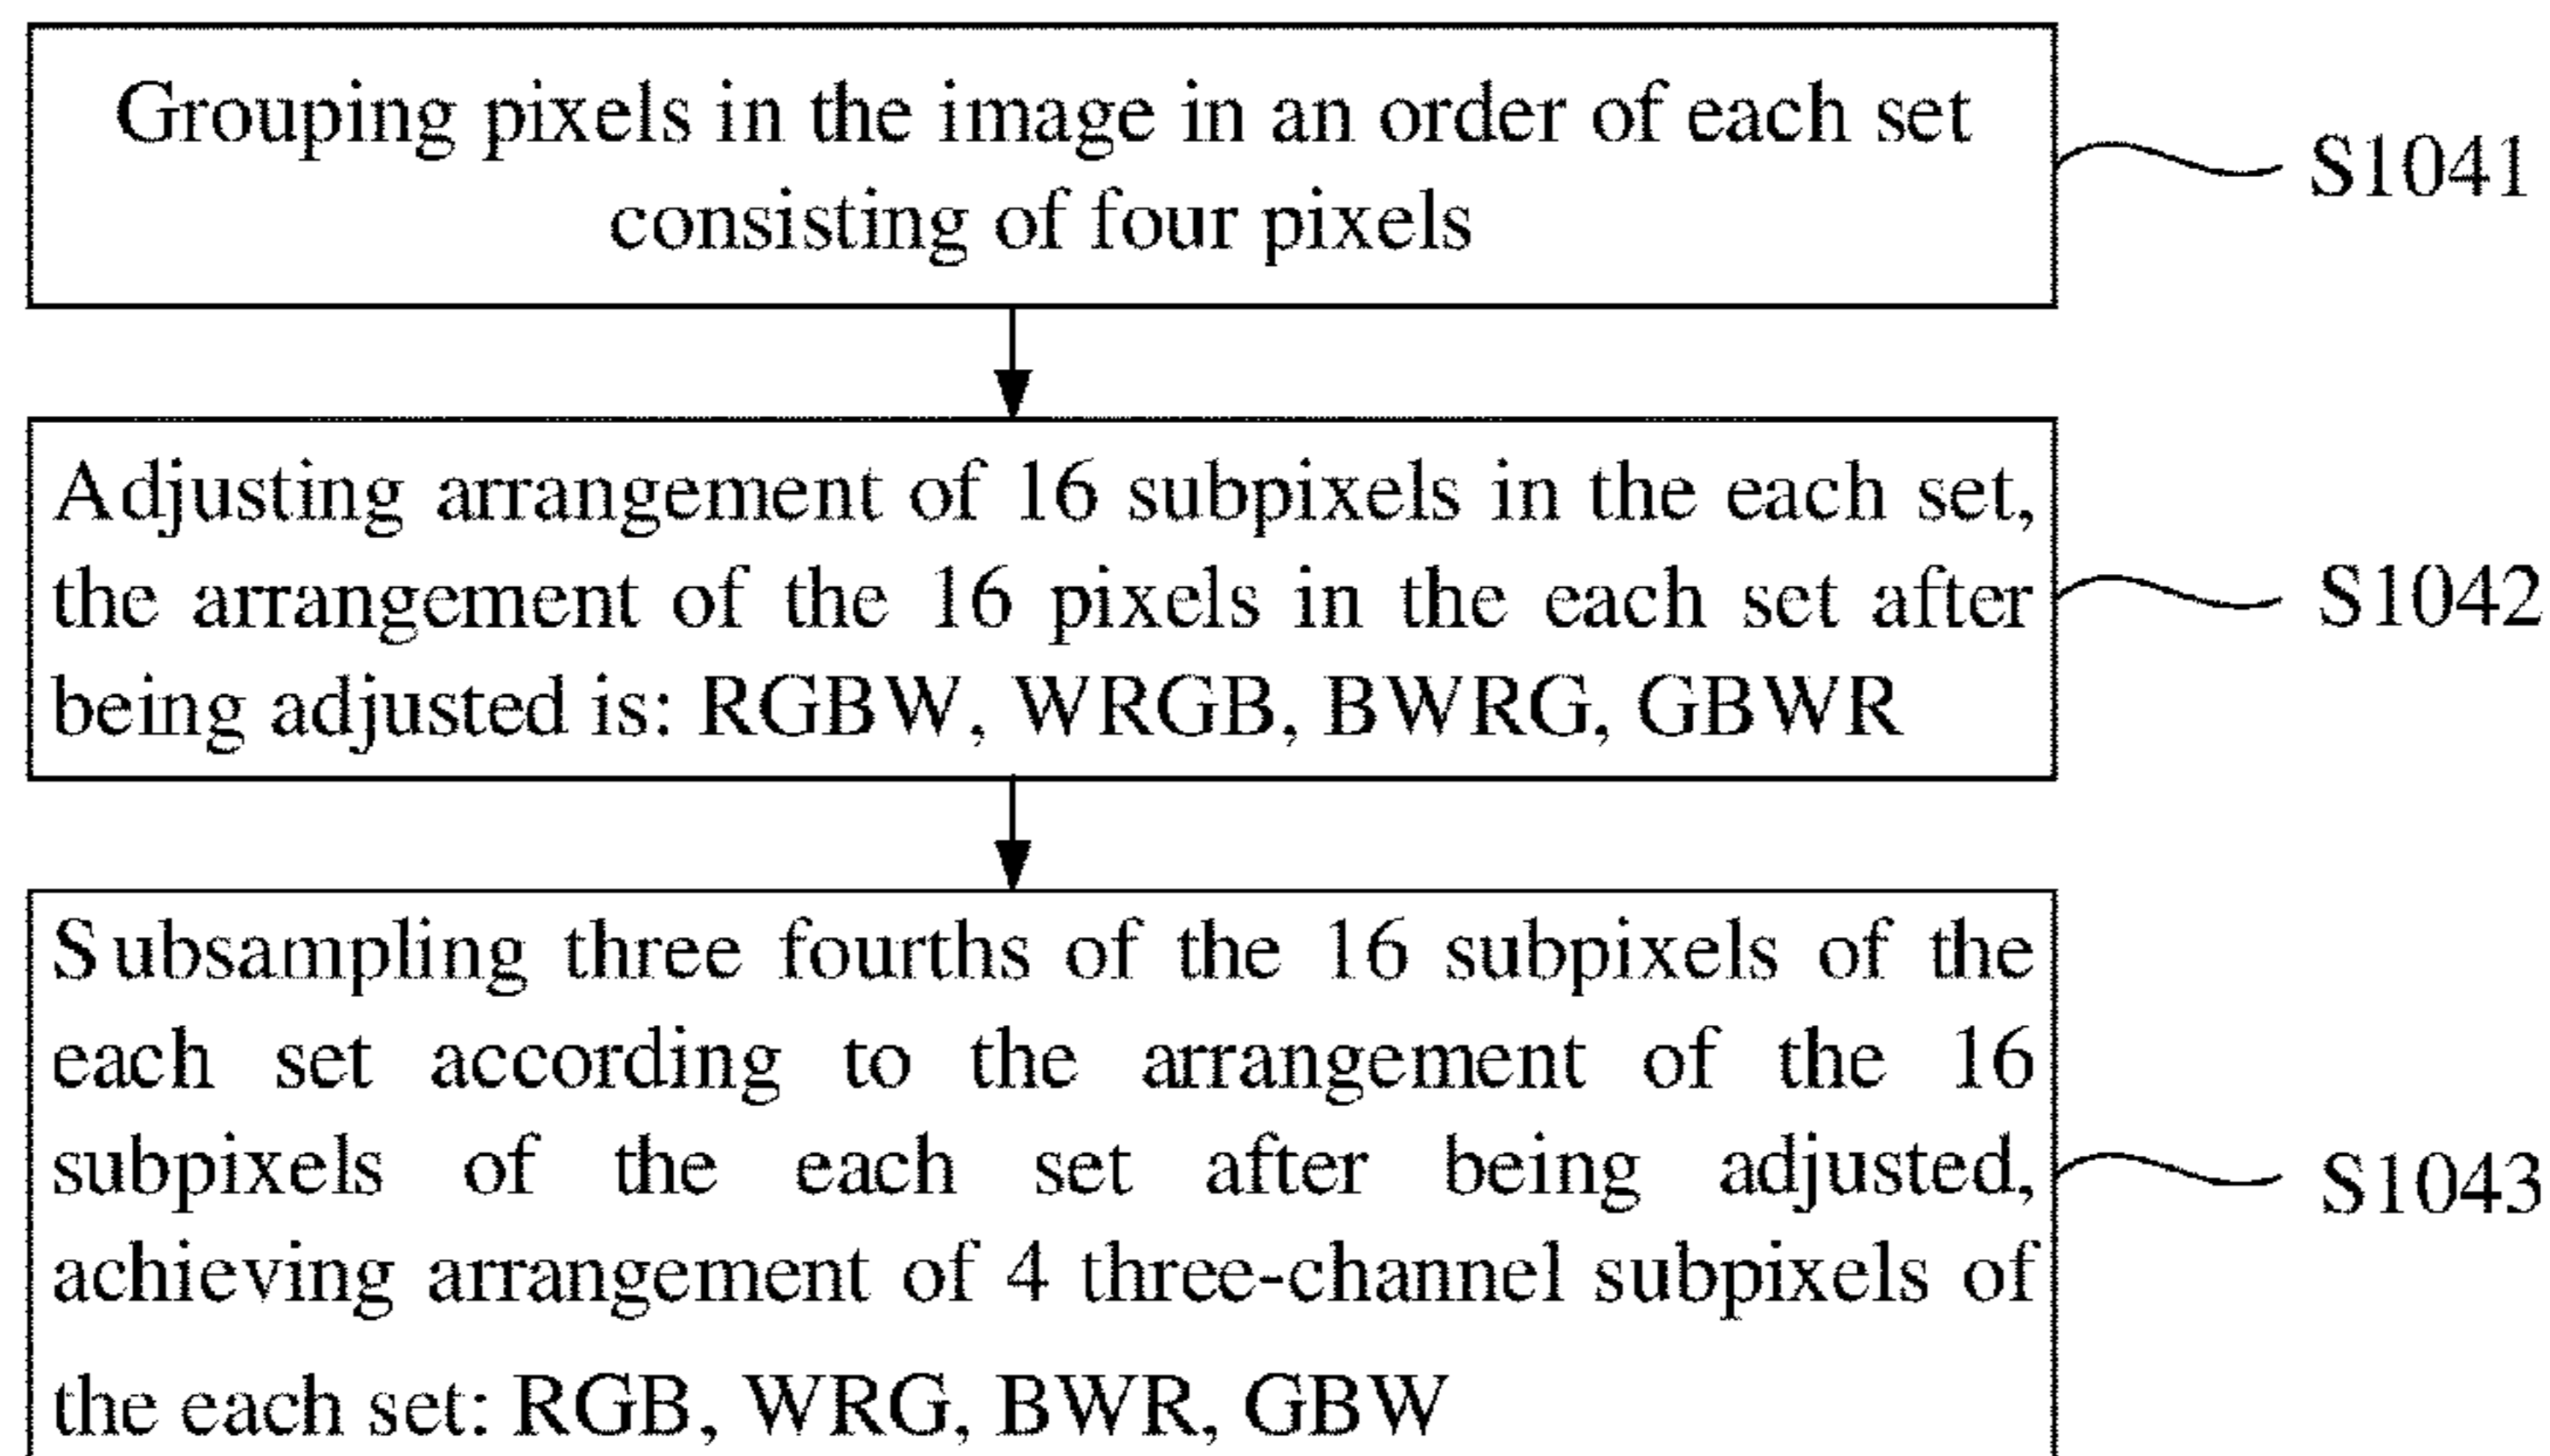 Grouping pixels in the image in an order of each set
consisting of four pixels
S1041
Adjusting arrangement of 16 subpixels in the each set,
the arrangement of the 16 pixels in the each set after
being adjusted is: RGBW, WRGB, BWRG, GBWR
S1042
Subsampling three fourths of the 16 subpixels of the
each set according to the arrangement of the 16
subpixels of the each set after being adjusted,
achieving arrangement of 4 three-channel subpixels of
the each set: RGB, WRG, BWR, GBW
S1043